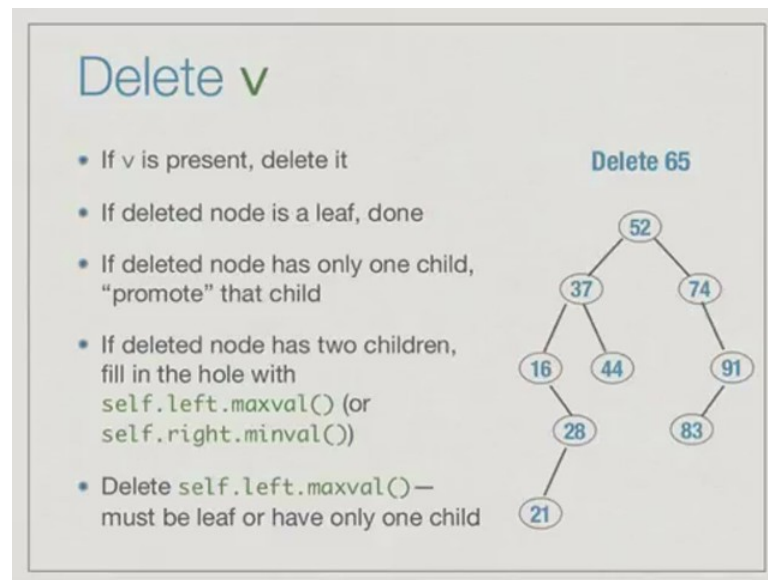 Delete v
• If v is present, delete it
• If deleted node is a leaf, done
• If deleted node has only one child,
"promote" that child
• If deleted node has two children,
fill in the hole with
self.left.maxval() (or
self.right.minval())
• Delete self.left.maxval()—
must be leaf or have only one child
Delete 65
52
37 74
16 44 91
28 83
21